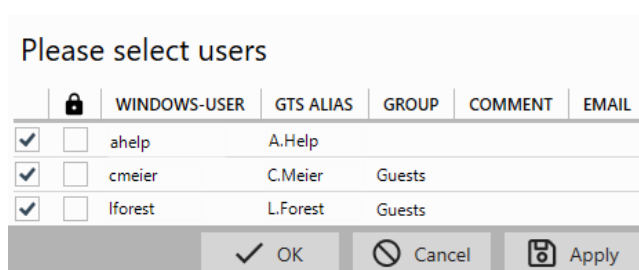 Please select users
WINDOWS-USER GTS ALIAS GROUP COMMENT EMAIL
ahelp A.Help
cmeier C.Meier Guests
lforest L.Forest Guests
OK Cancel Apply